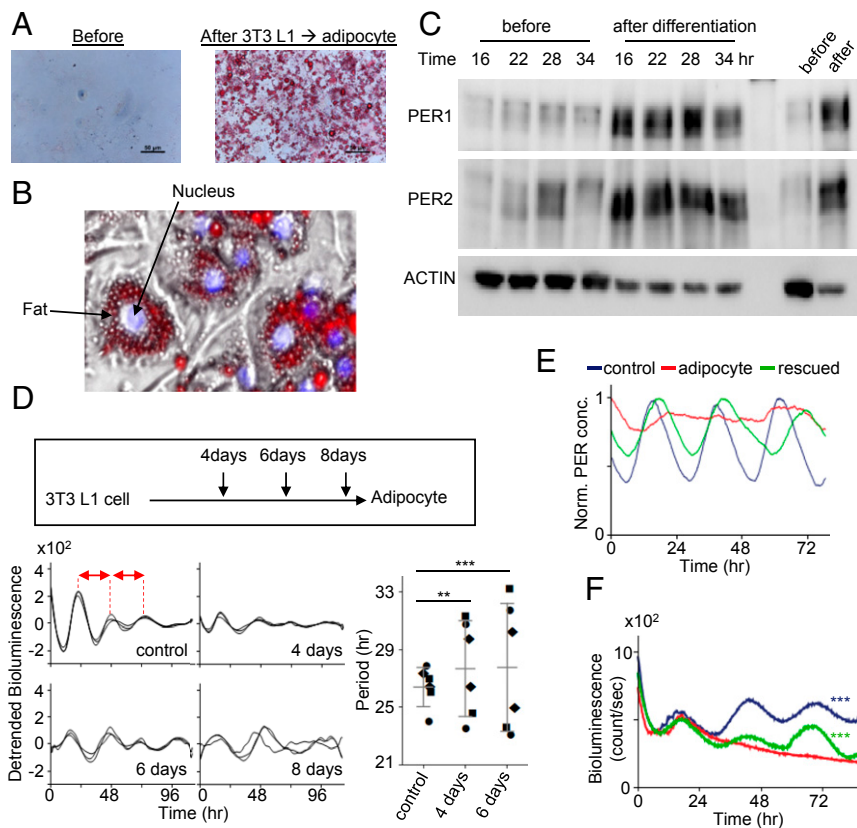 A
Before
After 3T3 L1 → adipocyte
B
Nucleus
Fat
C
before
after differentiation
before
after
Time
16
22
28
34
16
22
28
34 hr
PER1
PER2
ACTIN
D
4days
6days
8days
3T3 L1 cell
Adipocyte
x10²
Detrended Bioluminescence
4
2
0
-2
control
4 days
4
2
0
-2
6 days
8 days
0
48
96
0
48
96
Time (hr)
Period (hr)
33
29
25
21
**
***
control
4 days
6 days
E
control
adipocyte
rescued
Norm. PER conc.
1
0
0
24
48
72
Time (hr)
F
x10²
Bioluminescence
(count/sec)
10
0
***
***
0
24
48
72
Time (hr)